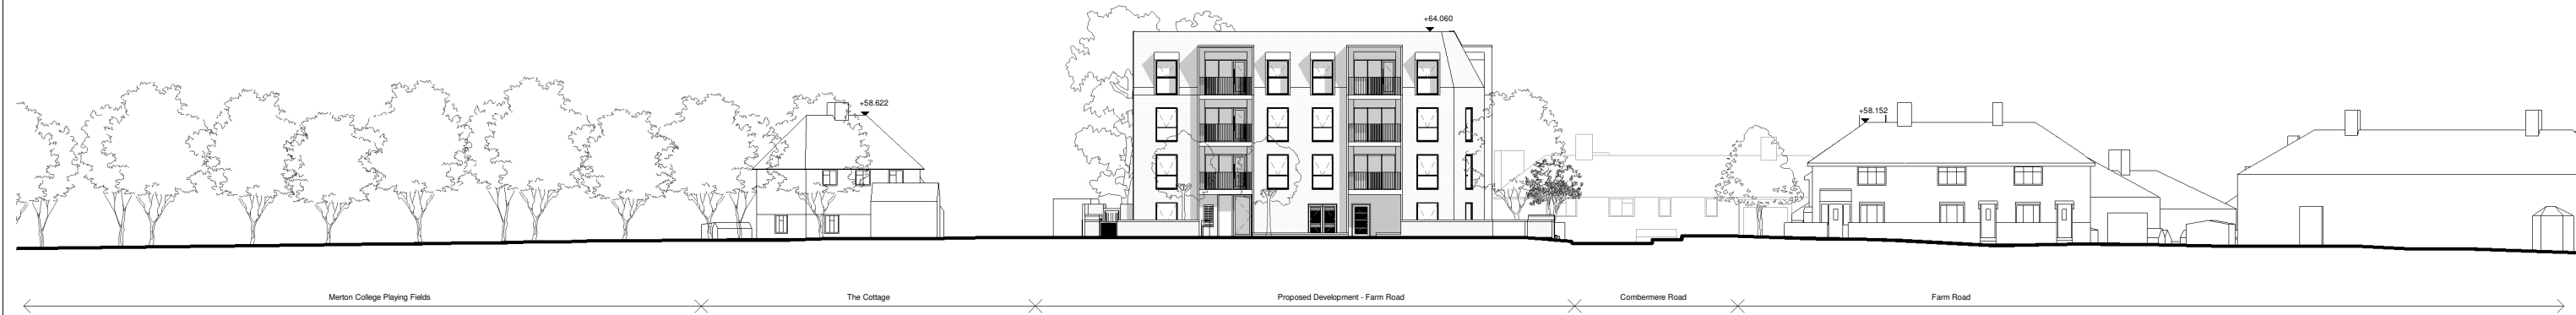 +64.060
+58.622
+58.152
Merton College Playing Fields
The Cottage
Proposed Development - Farm Road
Combermere Road
Farm Road